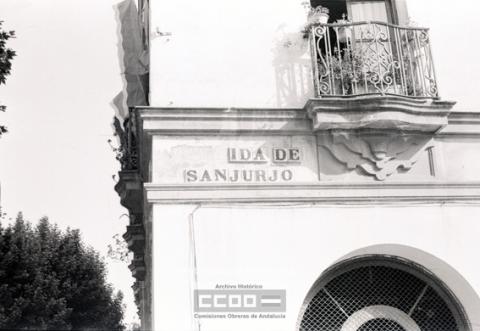 IDA DE
SANJURJO
Archivo Histórico
CCOO
Comisiones Obreras de Andalucía